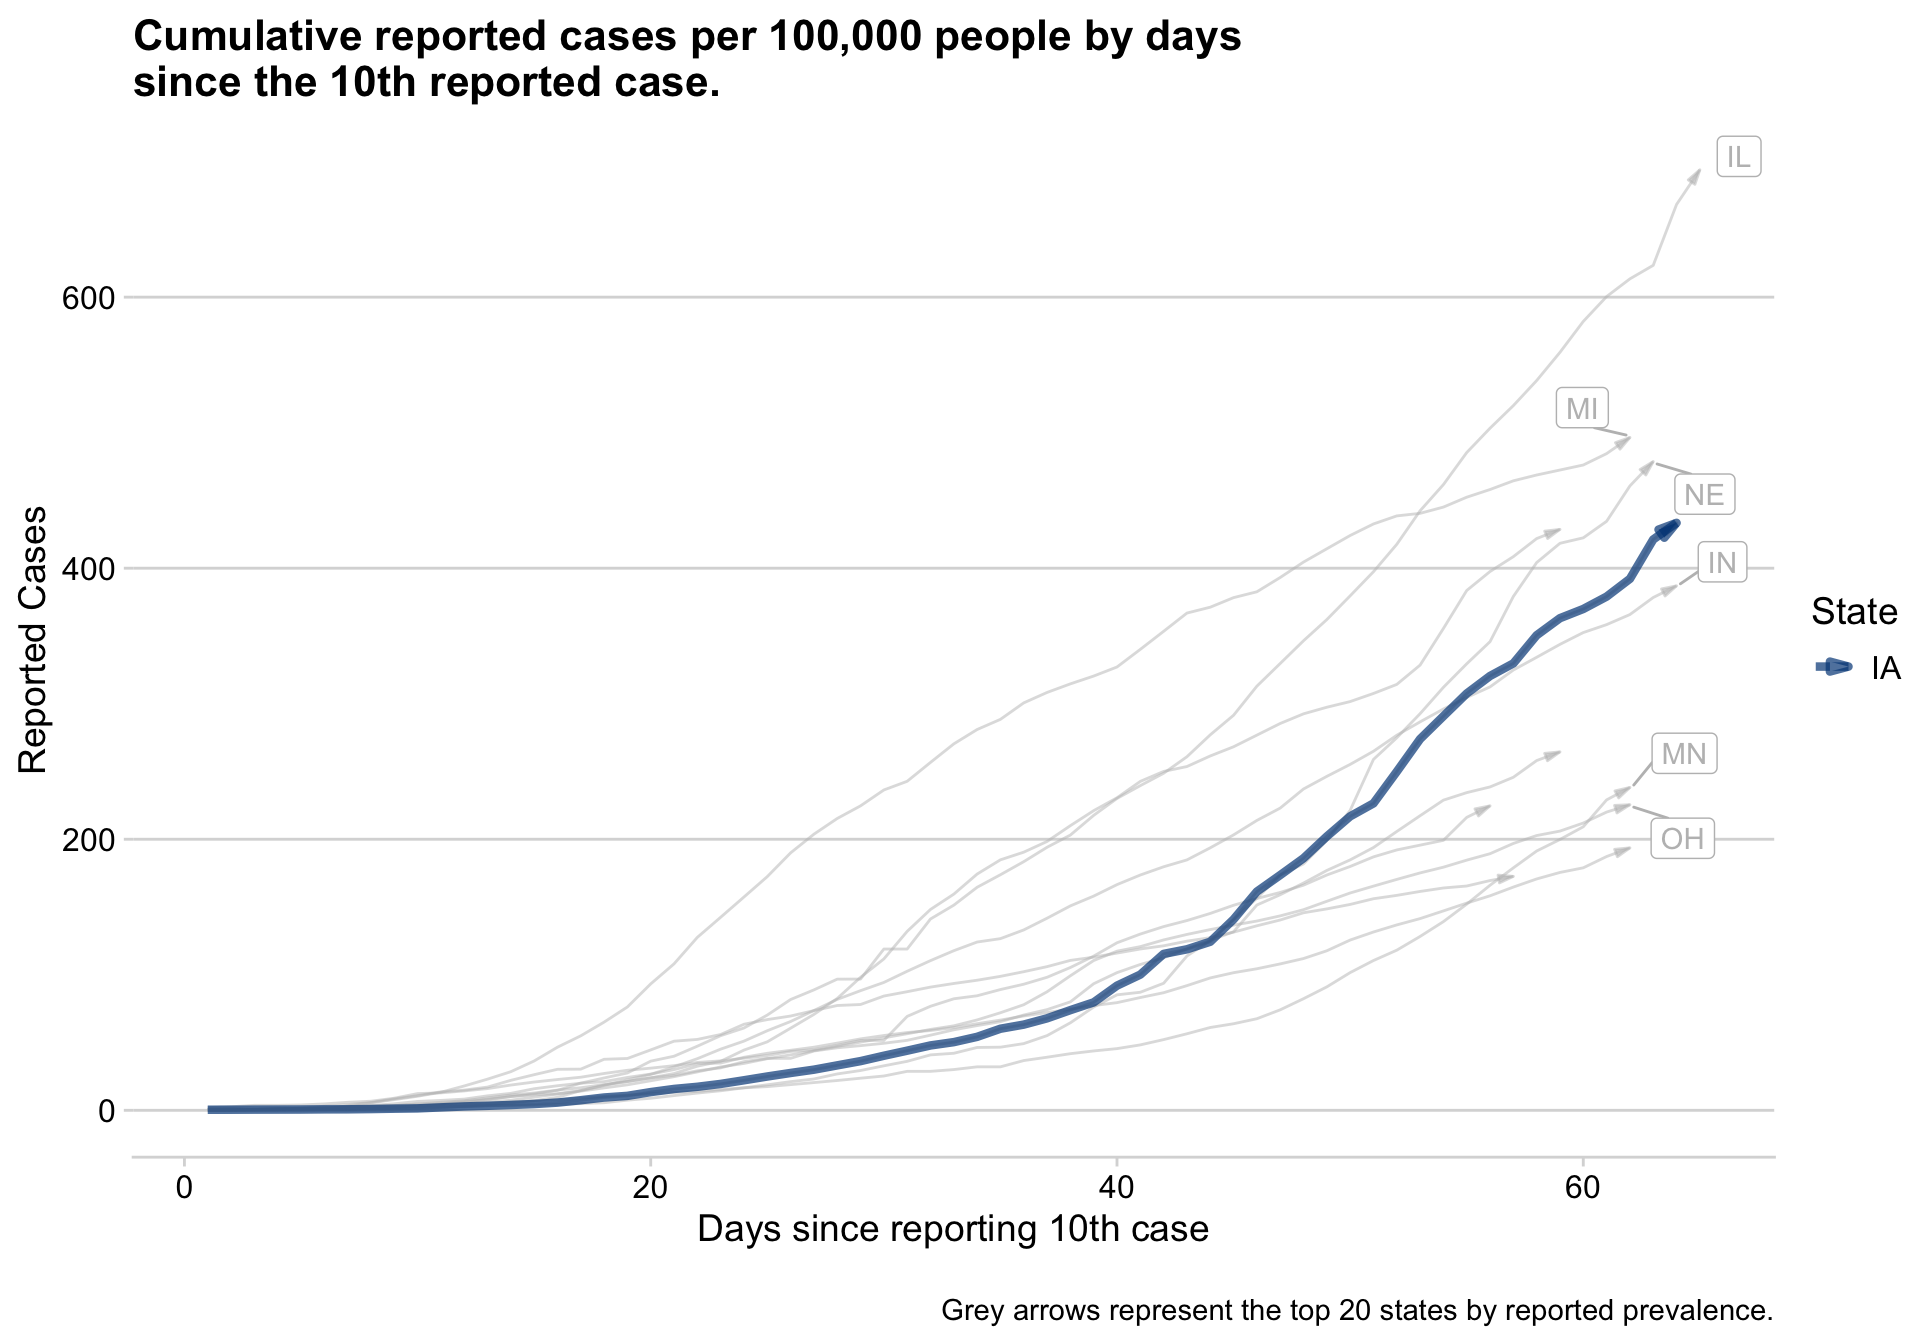 Cumulative reported cases per 100,000 people by days
since the 10th reported case.
IL
600
MI
NE
400
IN
Reported Cases
State
IA
MN
200
OH
0
0 20 40 60
Days since reporting 10th case
Grey arrows represent the top 20 states by reported prevalence.